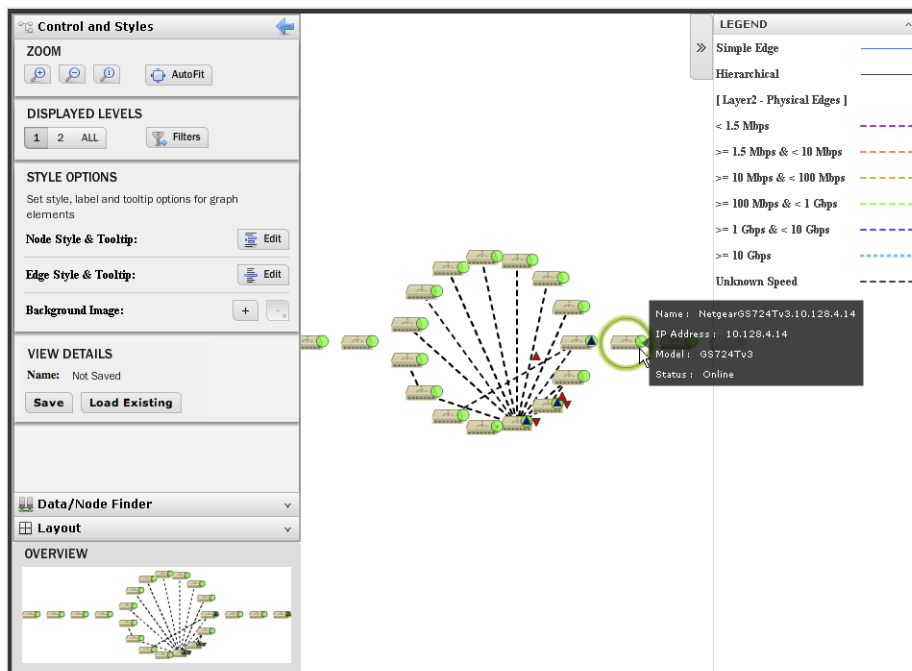 Control and Styles
ZOOM
1
AutoFit
DISPLAYED LEVELS
1 2 ALL
Filters
STYLE OPTIONS
Set style, label and tooltip options for graph
elements
Node Style & Tooltip:
Edit
Edge Style & Tooltip:
Edit
Background Image:
+
VIEW DETAILS
Name: Not Saved
Save
Load Existing
Data/Node Finder
Layout
OVERVIEW
Name : NetgearGS724Tv3.10.128.4.14
IP Address : 10.128.4.14
Model : GS724Tv3
Status : Online
LEGEND
Simple Edge
Hierarchical
[ Layer2 - Physical Edges ]
< 1.5 Mbps
>= 1.5 Mbps & < 10 Mbps
>= 10 Mbps & < 100 Mbps
>= 100 Mbps & < 1 Gbps
>= 1 Gbps & < 10 Gbps
>= 10 Gbps
Unknown Speed